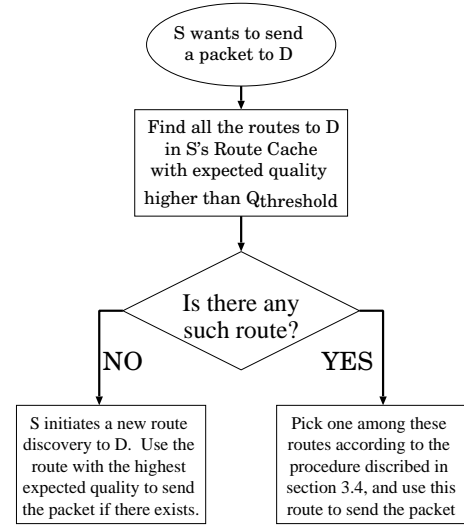 S wants to send
a packet to D
Find all the routes to D
in S's Route Cache
with expected quality
higher than Qthreshold
Is there any
such route?
NO
YES
S initiates a new route
discovery to D. Use the
route with the highest
expected quality to send
the packet if there exists.
Pick one among these
routes according to the
procedure discribed in
section 3.4, and use this
route to send the packet